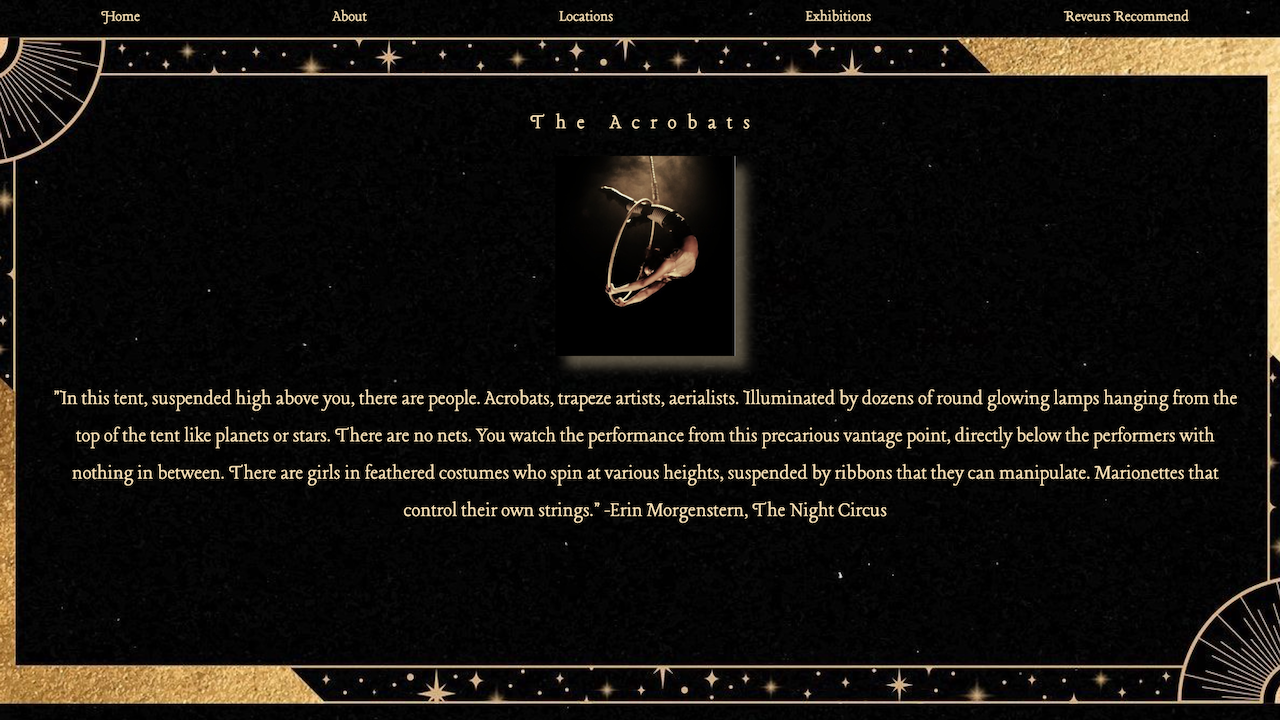 Home About Locations Exhibitions Reveurs Recommend
The Acrobats
"In this tent, suspended high above you, there are people. Acrobats, trapeze artists, aerialists. Illuminated by dozens of round glowing lamps hanging from the
top of the tent like planets or stars. There are no nets. You watch the performance from this precarious vantage point, directly below the performers with
nothing in between. There are girls in feathered costumes who spin at various heights, suspended by ribbons that they can manipulate. Marionettes that
control their own strings." -Erin Morgenstern, The Night Circus